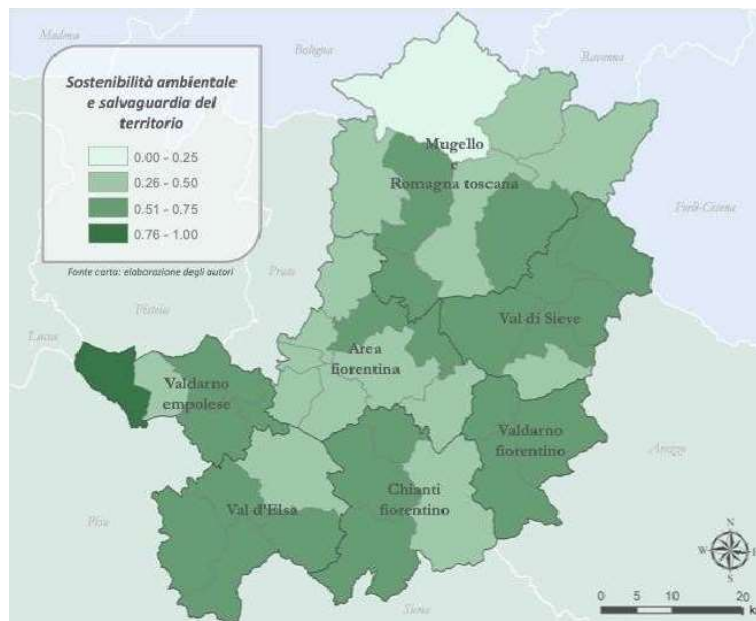 Modena
Bologna
Ravenna
Sostenibilità ambientale
e salvaguardia del
territorio
0.00 - 0.25
0.26 - 0.50
0.51 - 0.75
0.76 - 1.00
Fonte carta: elaborazione degli autori
Mugello
e
Romagna toscana
Forlì-Cesena
Prato
Pistoia
Lucca
Val di Sieve
Area
fiorentina
Valdarno
empolese
Valdarno
fiorentino
Arezzo
Chianti
fiorentino
Val d'Elsa
Pisa
Siena
N
W
E
S
0 5 10 20